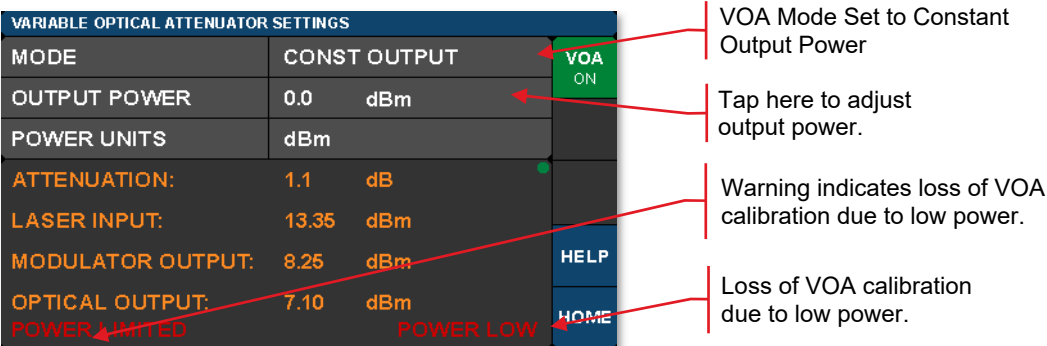 VARIABLE OPTICAL ATTENUATOR SETTINGS
MODE CONST OUTPUT
OUTPUT POWER 0.0 dBm
POWER UNITS dBm
ATTENUATION: 1.1 dB
LASER INPUT: 13.35 dBm
MODULATOR OUTPUT: 8.25 dBm
OPTICAL OUTPUT: 7.10 dBm
POWER LIMITED POWER LOW
VOA
ON
HELP
HOME
VOA Mode Set to Constant
Output Power
Tap here to adjust
output power.
Warning indicates loss of VOA
calibration due to low power.
Loss of VOA calibration
due to low power.